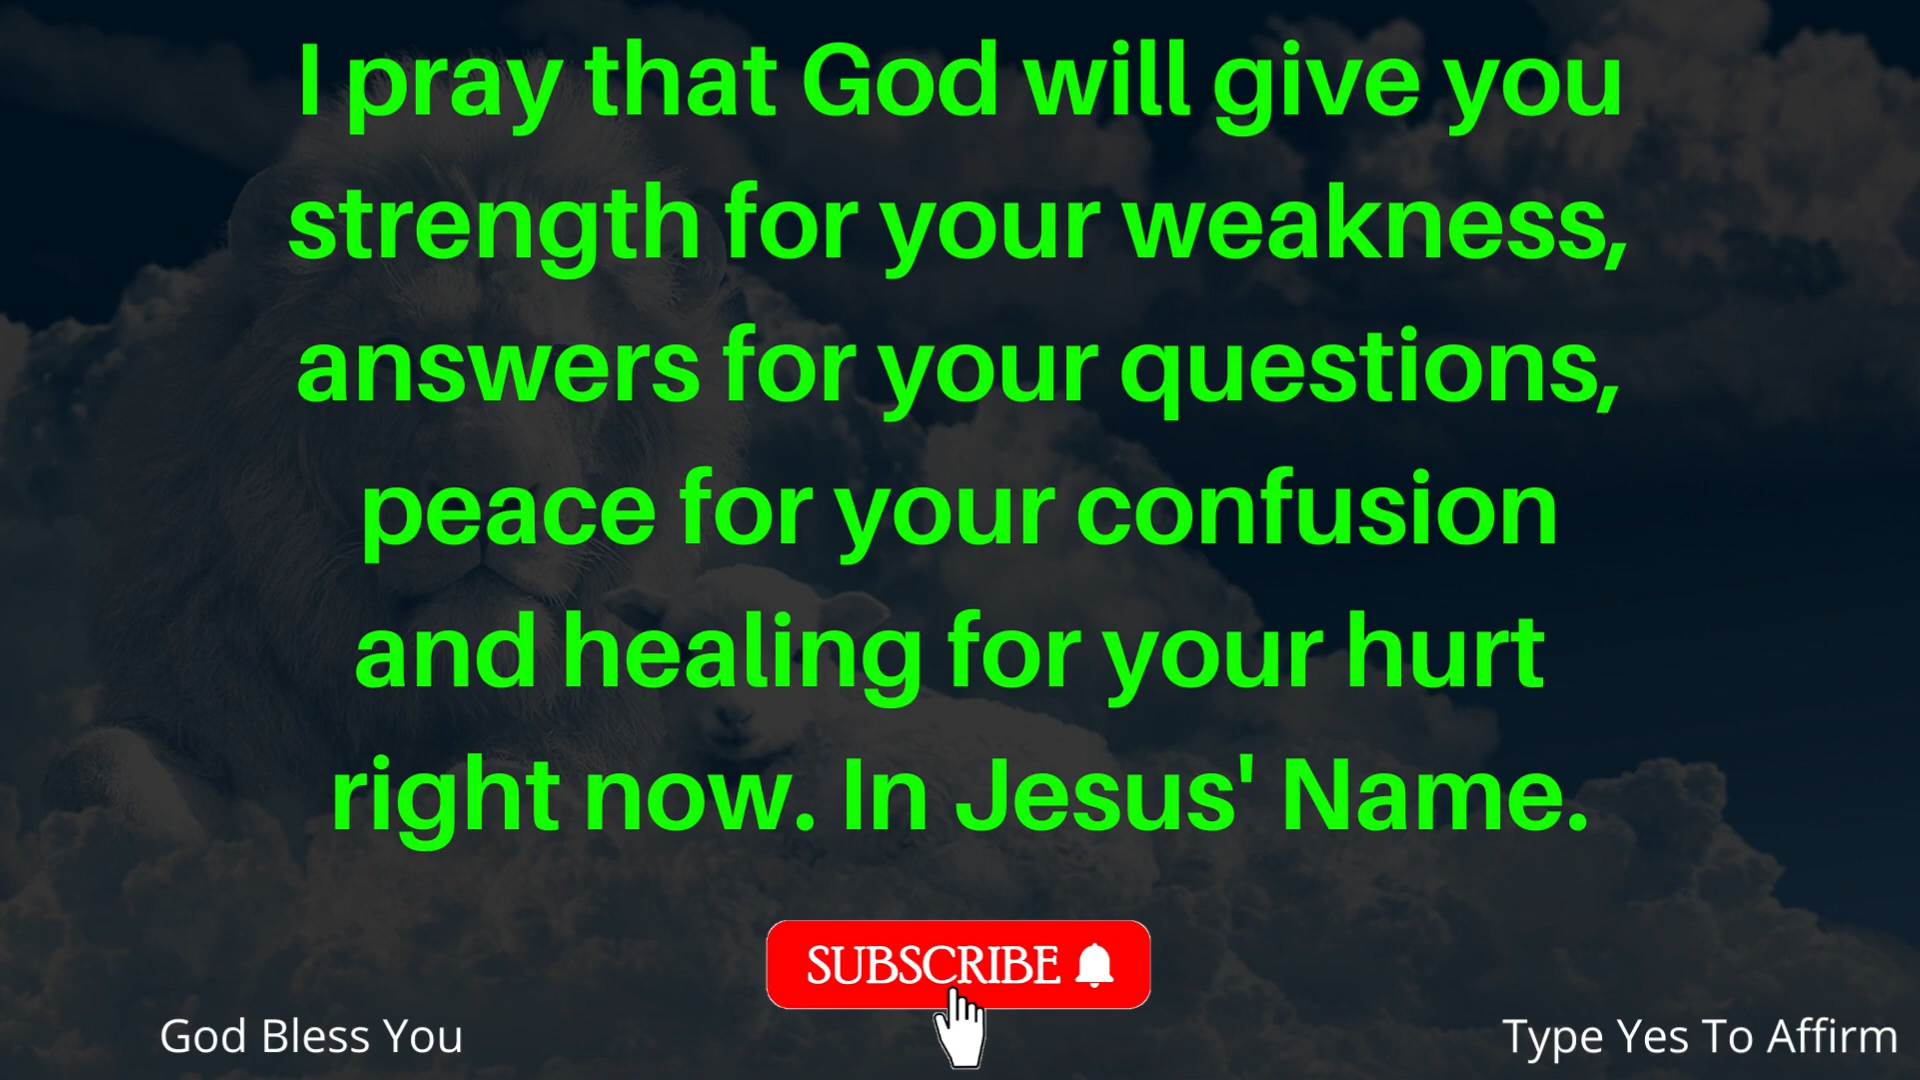 I pray that God will give you
strength for your weakness,
answers for your questions,
peace for your confusion
and healing for your hurt
right now. In Jesus' Name.
SUBSCRIBE
God Bless You
Type Yes To Affirm